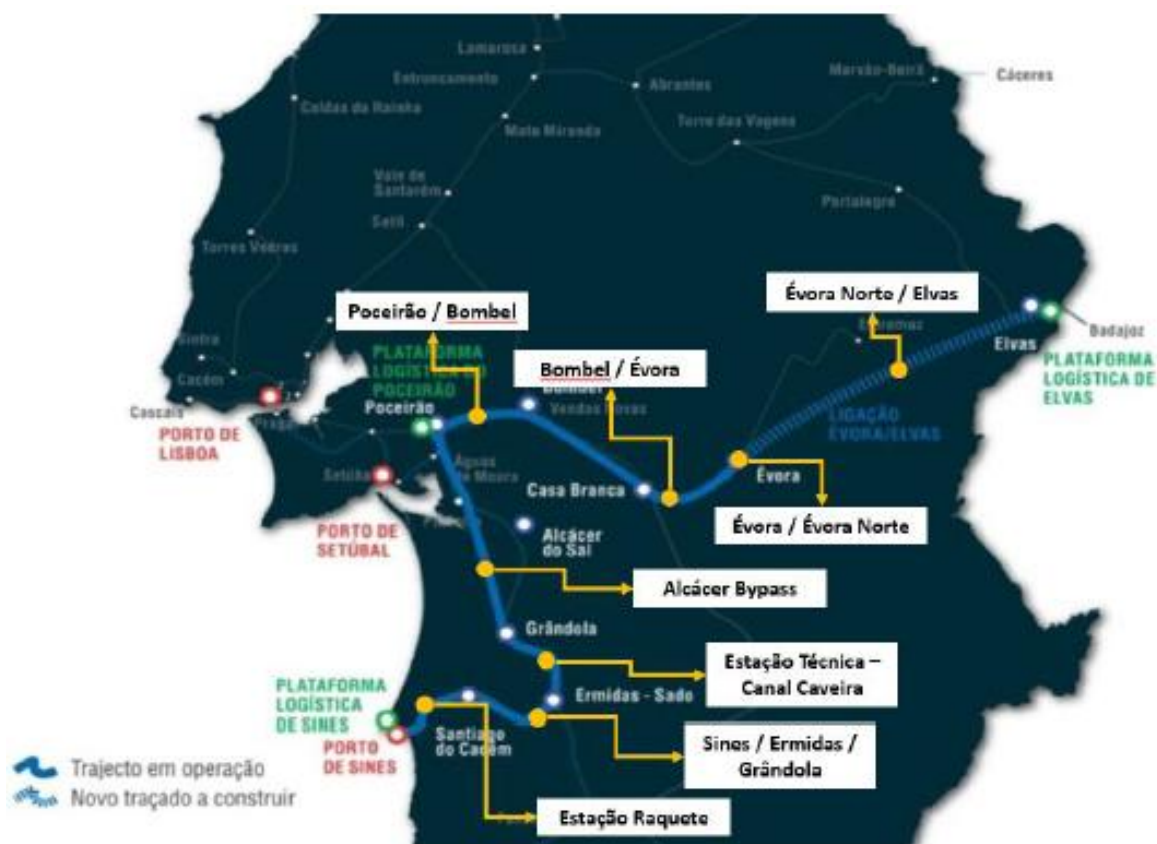 Lamarosa
Entroncamento
Marvão-Beirã
Cáceres
Abrantes
Caldas da Rainha
Mato Miranda
Torre das Vagens
Vale de
Santarém
Setil
Portalegre
Torres Vedras
Évora Norte / Elvas
Poceirão / Bombel
Sintra
PLATAFORMA
LOGÍSTICA DO
POCEIRÃO
Elvas
Badajoz
Bombel / Évora
PLATAFORMA
LOGÍSTICA DE
ELVAS
Cacém
Bombel
Vendas Novas
Cascais
Poceirão
LIGAÇÃO
ÉVORA/ELVAS
PORTO DE
LISBOA
Águas
de Moura
Setúbal
Évora
Casa Branca
Évora / Évora Norte
PORTO DE
SETÚBAL
Alcácer
do Sal
Alcácer Bypass
Grândola
Estação Técnica –
Canal Caveira
PLATAFORMA
LOGÍSTICA
DE SINES
Ermidas - Sado
Santiago
do Cacém
PORTO
DE SINES
Sines / Ermidas /
Grândola
Trajecto em operação
Novo traçado a construir
Estação Raquete